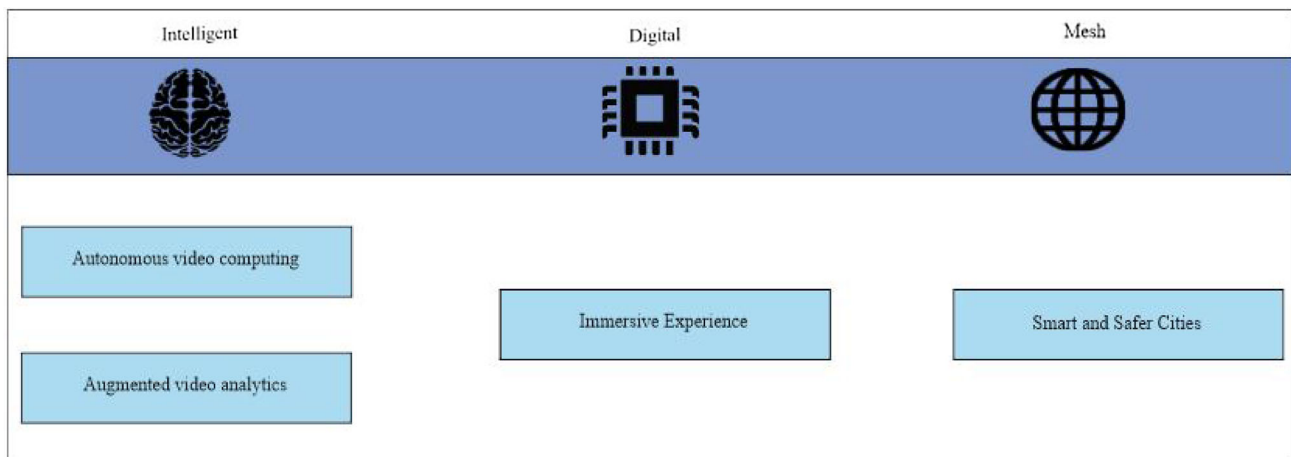 Intelligent
Digital
Mesh
Autonomous video computing
Immersive Experience
Smart and Safer Cities
Augmented video analytics